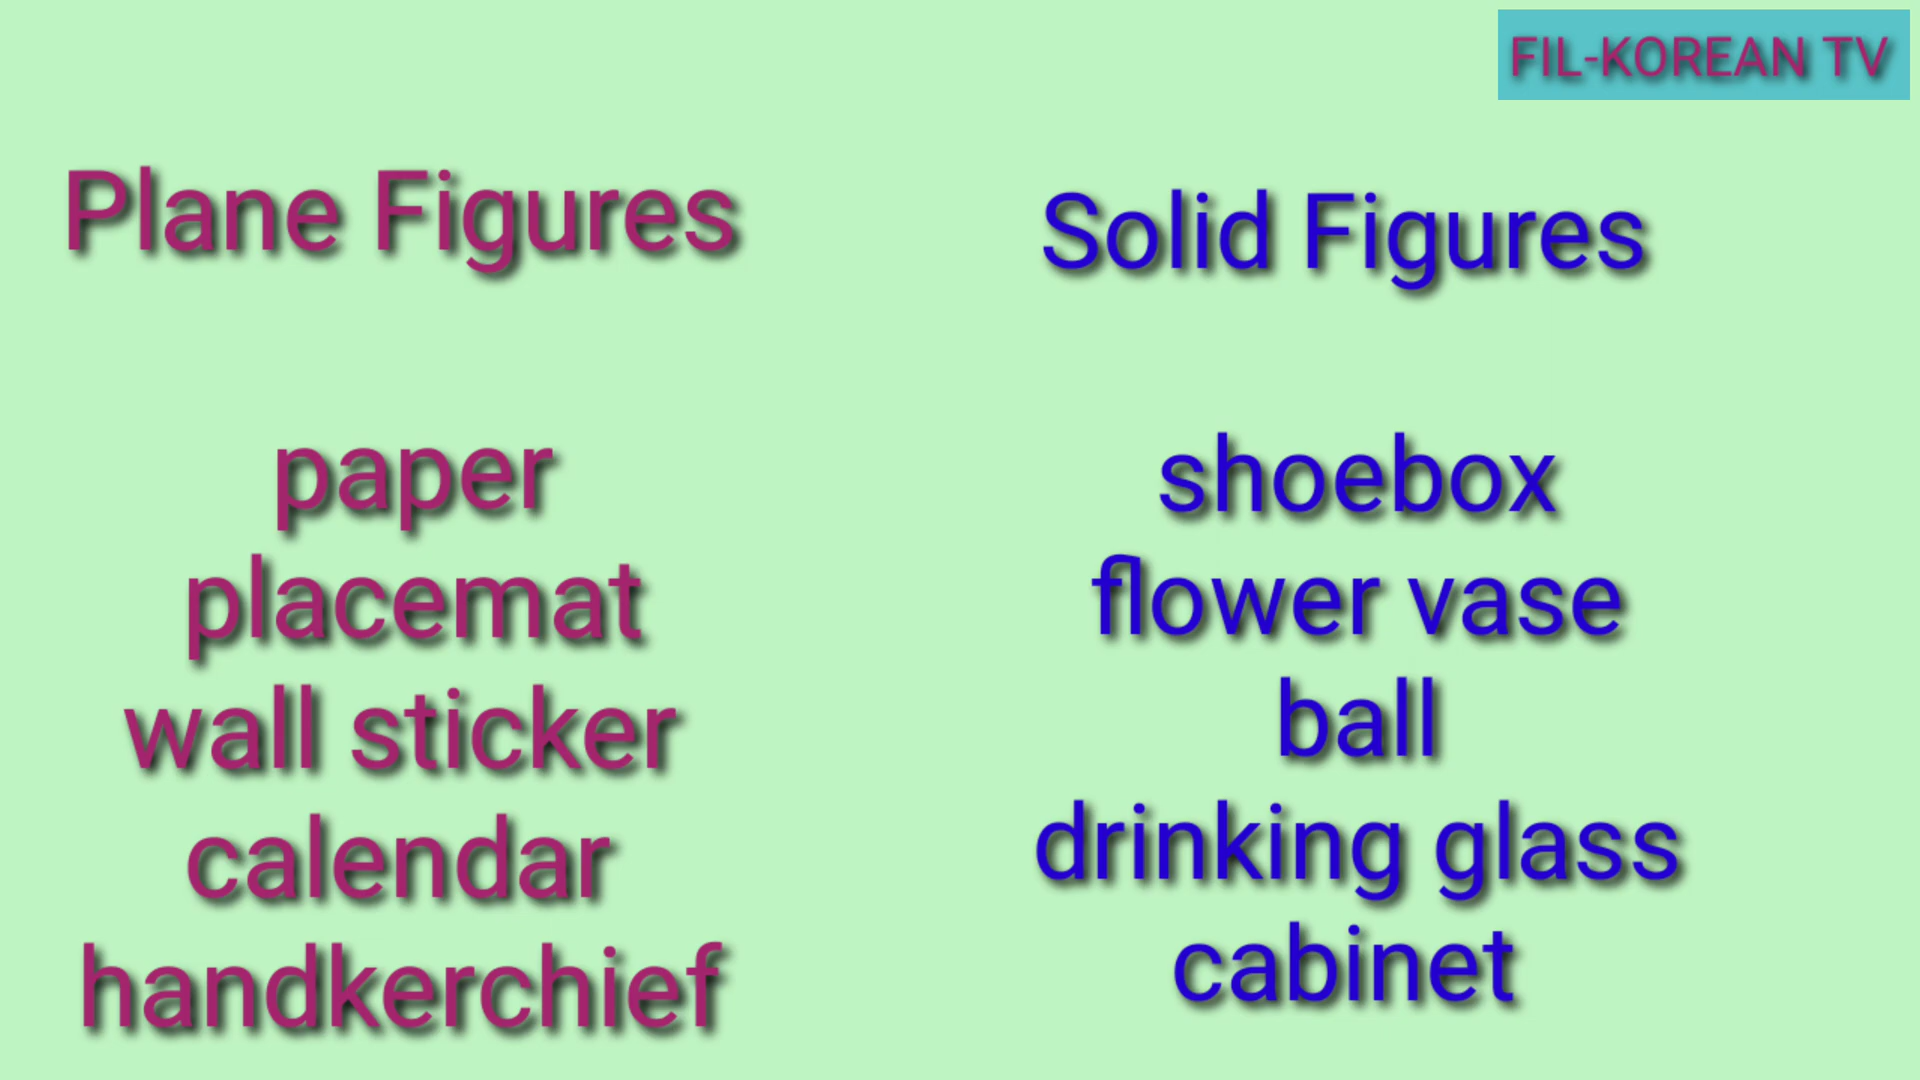 FIL-KOREAN TV
Plane Figures
paper
placemat
wall sticker
calendar
handkerchief
Solid Figures
shoebox
flower vase
ball
drinking glass
cabinet